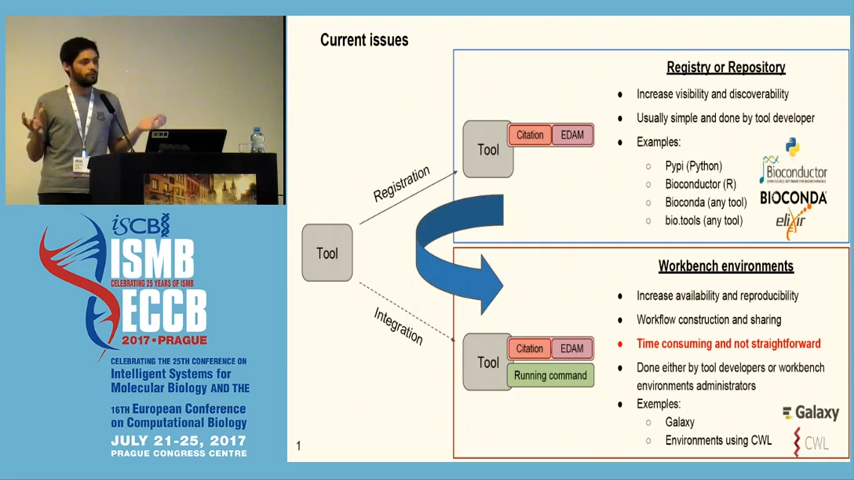 Current issues
Registry or Repository
Increase visibility and discoverability
Usually simple and done by tool developer
Examples:
Pypi (Python)
Bioconductor (R)
Bioconda (any tool)
bio.tools (any tool)
Bioconductor
BIOCONDA
elixir
Tool
Citation
EDAM
Registration
Tool
Integration
Workbench environments
Increase availability and reproducibility
Workflow construction and sharing
Time consuming and not straightforward
Done either by tool developers or workbench
environments administrators
Exemples:
Galaxy
Environments using CWL
Galaxy
CWL
Tool
Citation
EDAM
Running command
1
iSCB
ISMB
CELEBRATING 25 YEARS OF ISMB
ECCB
2017 • PRAGUE
CELEBRATING THE 25TH CONFERENCE ON
Intelligent Systems for
Molecular Biology AND THE
16TH European Conference
on Computational Biology
JULY 21-25, 2017
PRAGUE CONGRESS CENTRE